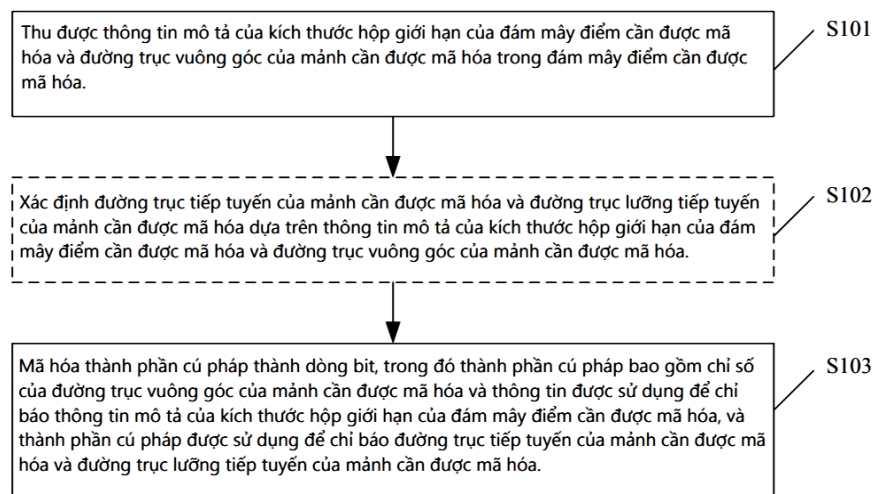 Thu được thông tin mô tả của kích thước hộp giới hạn của đám mây điểm cần được mã
hóa và đường trục vuông góc của mảnh cần được mã hóa trong đám mây điểm cần được
mã hóa.
S101
Xác định đường trục tiếp tuyến của mảnh cần được mã hóa và đường trục lưỡng tiếp tuyến
của mảnh cần được mã hóa dựa trên thông tin mô tả của kích thước hộp giới hạn của đám
mây điểm cần được mã hóa và đường trục vuông góc của mảnh cần được mã hóa.
S102
Mã hóa thành phần cú pháp thành dòng bit, trong đó thành phần cú pháp bao gồm chỉ số
của đường trục vuông góc của mảnh cần được mã hóa và thông tin được sử dụng để chỉ
báo thông tin mô tả của kích thước hộp giới hạn của đám mây điểm cần được mã hóa, và
thành phần cú pháp được sử dụng để chỉ báo đường trục tiếp tuyến của mảnh cần được mã
hóa và đường trục lưỡng tiếp tuyến của mảnh cần được mã hóa.
S103